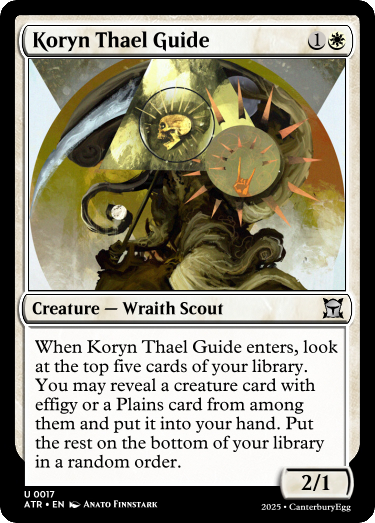 Koryn Thael Guide 1
Creature — Wraith Scout
When Koryn Thael Guide enters, look
at the top five cards of your library.
You may reveal a creature card with
effigy or a Plains card from among
them and put it into your hand. Put
the rest on the bottom of your library
in a random order.
2/1
U 0017
ATR • EN Anato Finnstark
2025 • CanterburyEgg